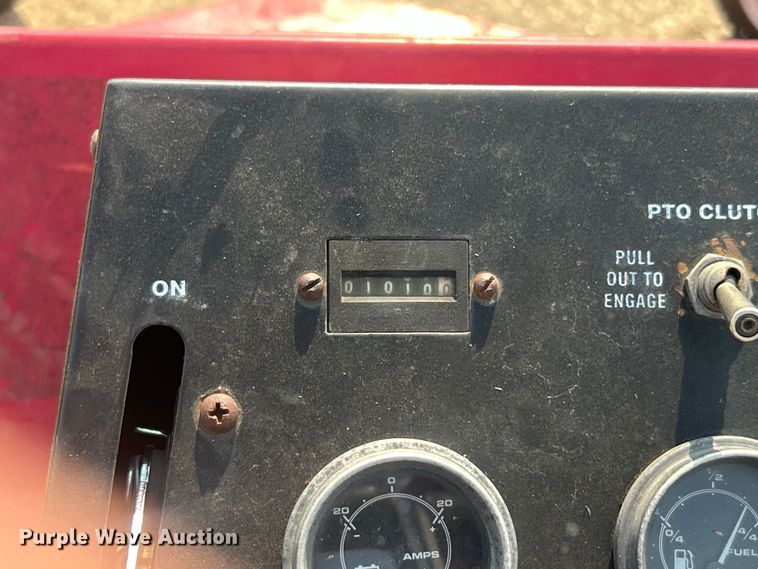 PTO CLUTC
PULL
OUT TO
ENGAGE
ON
010100
0
20 20
- +
AMPS
1/2
0/4 4/4
FUEL
Purple Wave Auction